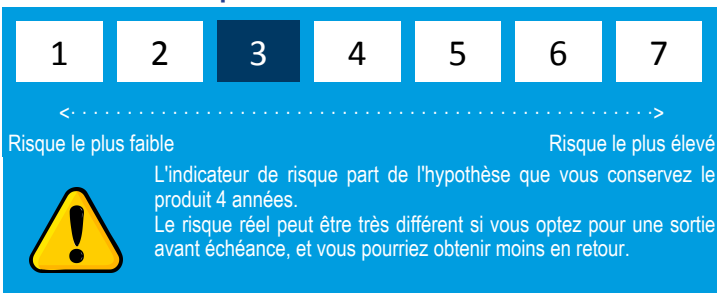 1 2 3 4 5 6 7
Risque le plus faible Risque le plus élevé
L'indicateur de risque part de l'hypothèse que vous conservez le
produit 4 années.
Le risque réel peut être très différent si vous optez pour une sortie
avant échéance, et vous pourriez obtenir moins en retour.